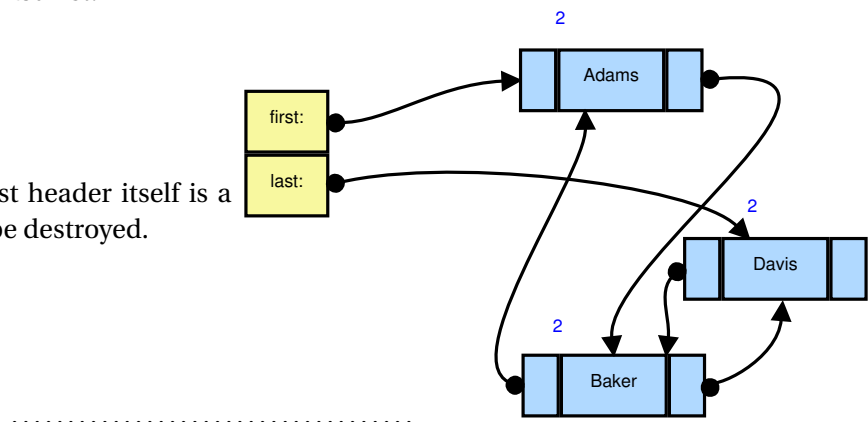 2
Adams
first:
last:
st header itself is a
be destroyed.
2
Davis
2
Baker